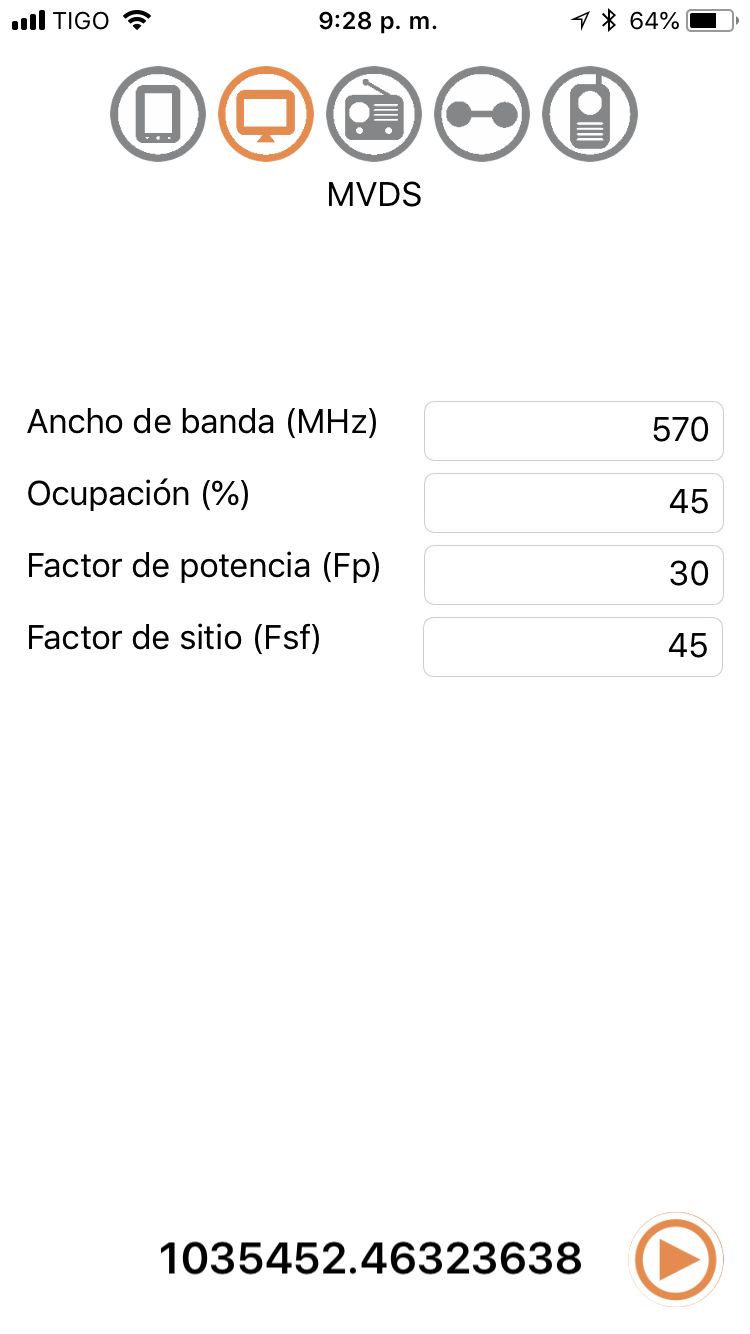 TIGO 9:28 p. m. 64%
MVDS
Ancho de banda (MHz) 570
Ocupación (%) 45
Factor de potencia (Fp) 30
Factor de sitio (Fsf) 45
1035452.46323638